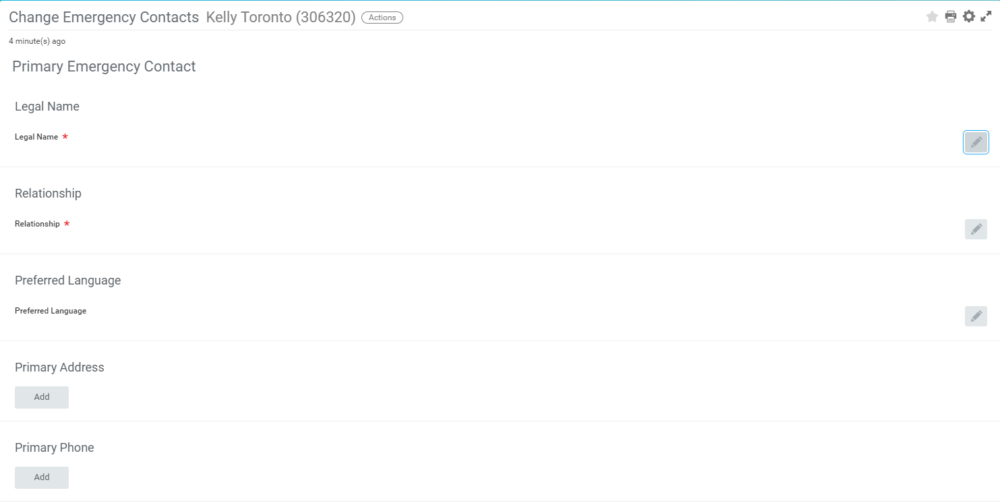 Change Emergency Contacts Kelly Toronto (306320) Actions
4 minute(s) ago
Primary Emergency Contact
Legal Name
Legal Name *
Relationship
Relationship *
Preferred Language
Preferred Language
Primary Address
Add
Primary Phone
Add